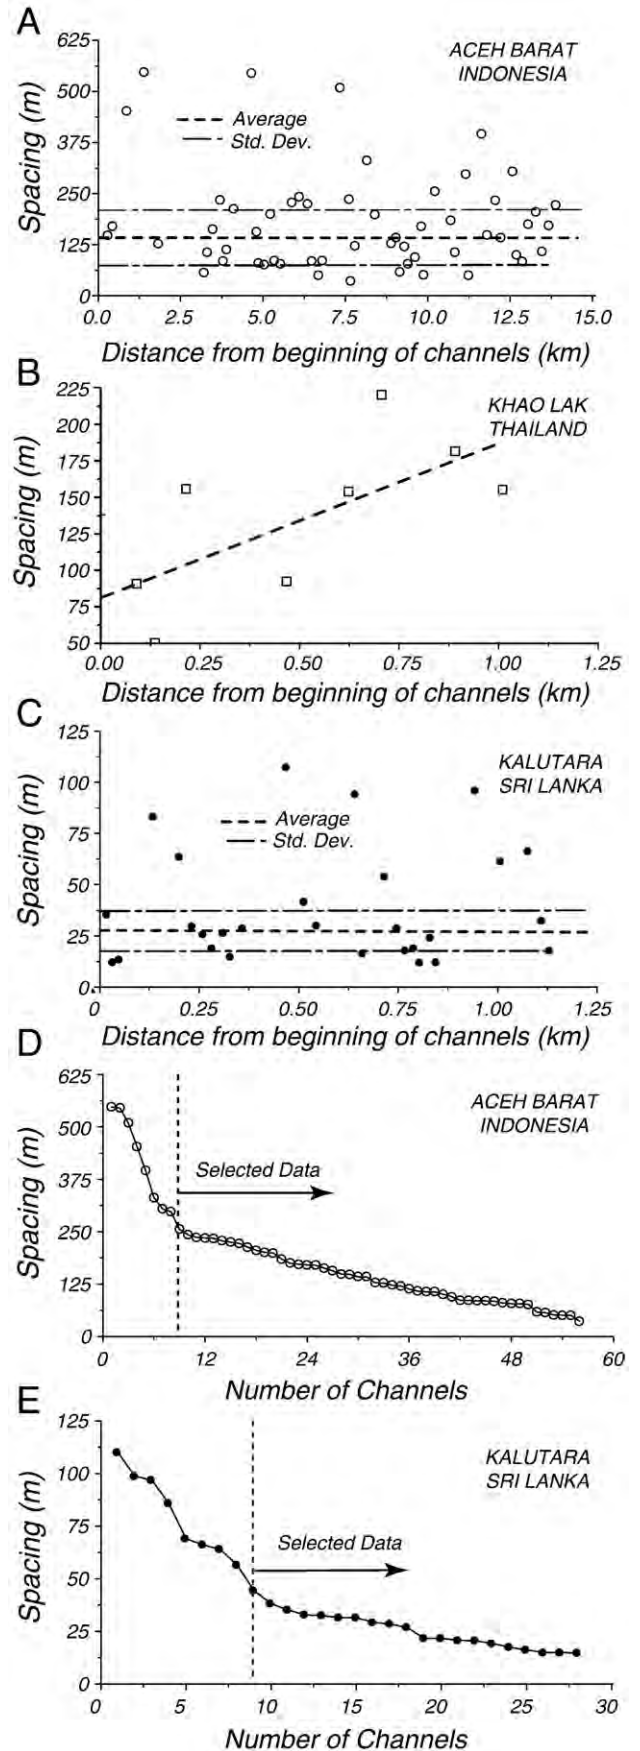 A
625
500
375
250
125
0
Spacing (m)
ACEH BARAT
INDONESIA
Average
Std. Dev.
0.0 2.5 5.0 7.5 10.0 12.5 15.0
Distance from beginning of channels (km)
B
225
200
175
150
125
100
75
50
Spacing (m)
KHAO LAK
THAILAND
0.00 0.25 0.50 0.75 1.00 1.25
Distance from beginning of channels (km)
C
125
100
75
50
25
0
Spacing (m)
KALUTARA
SRI LANKA
Average
Std. Dev.
0 0.25 0.50 0.75 1.00 1.25
Distance from beginning of channels (km)
D
625
500
375
250
125
0
Spacing (m)
ACEH BARAT
INDONESIA
Selected Data
0 12 24 36 48 60
Number of Channels
E
125
100
75
50
25
0
Spacing (m)
KALUTARA
SRI LANKA
Selected Data
0 5 10 15 20 25 30
Number of Channels